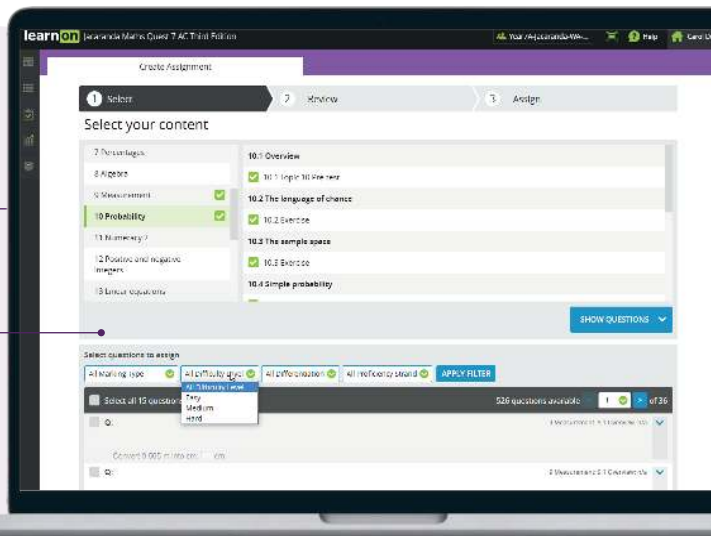 learnon Jacaranda Maths Quest 7 AC Third Edition
Help
Create Assignment
1 Select
2 Review
3 Assign
Select your content
7 Percentages
8 Algebra
9 Measurement
10 Probability
11 Numeracy 2
12 Positive and negative
integers
13 Linear equations
10.1 Overview
10.1 Topic 10 Pre-test
10.2 The language of chance
10.2 Exercise
10.3 The sample space
10.3 Exercise
10.4 Simple probability
SHOW QUESTIONS
Select questions to assign
All Marking Type
All Difficulty Level
All Differentiation
All Proficiency strand
APPLY FILTER
All Difficulty Level
Easy
Medium
Hard
Select all 15 questions
526 questions available
1
of 36
Q:
Q: